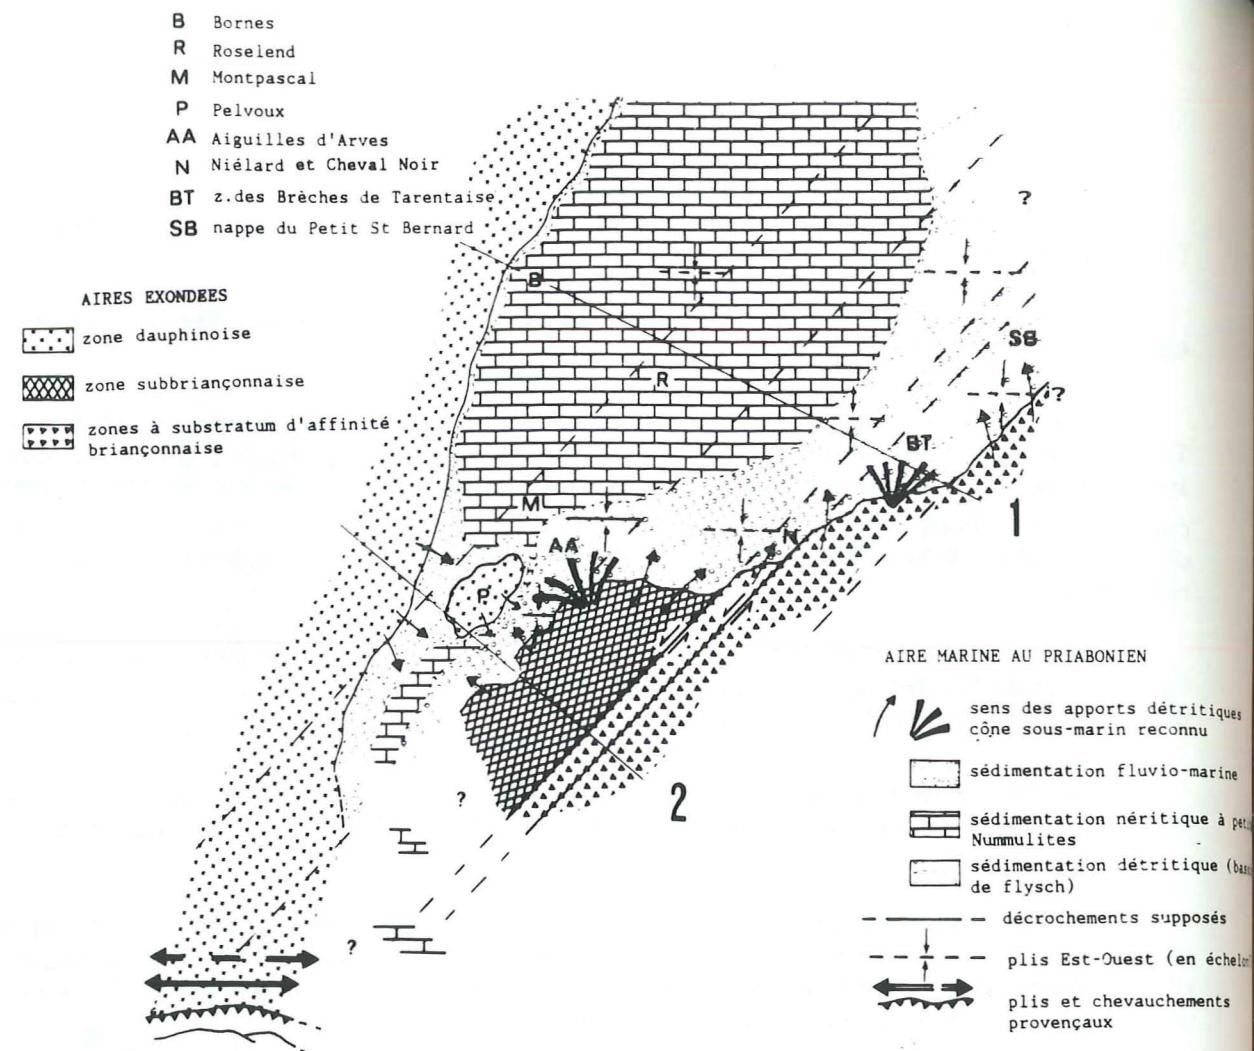 B Bornes
R Roselend
M Montpascal
P Pelvoux
AA Aiguilles d'Arves
N Niélard et Cheval Noir
BT z.des Brèches de Tarentaise
SB nappe du Petit St Bernard
AIRES EXONDEES
zone dauphinoise
zone subbriançonnaise
zones à substratum d'affinité
briançonnaise
?
B
SB
R
?
BT
M
1
AA
N
P
?
2
?
AIRE MARINE AU PRIABONIEN
sens des apports détritiques
cône sous-marin reconnu
sédimentation fluvio-marine
sédimentation néritique à
Nummulites
sédimentation détritique
de flysch)
décrochements supposés
plis Est-Ouest (en
plis et chevauchements
provençaux